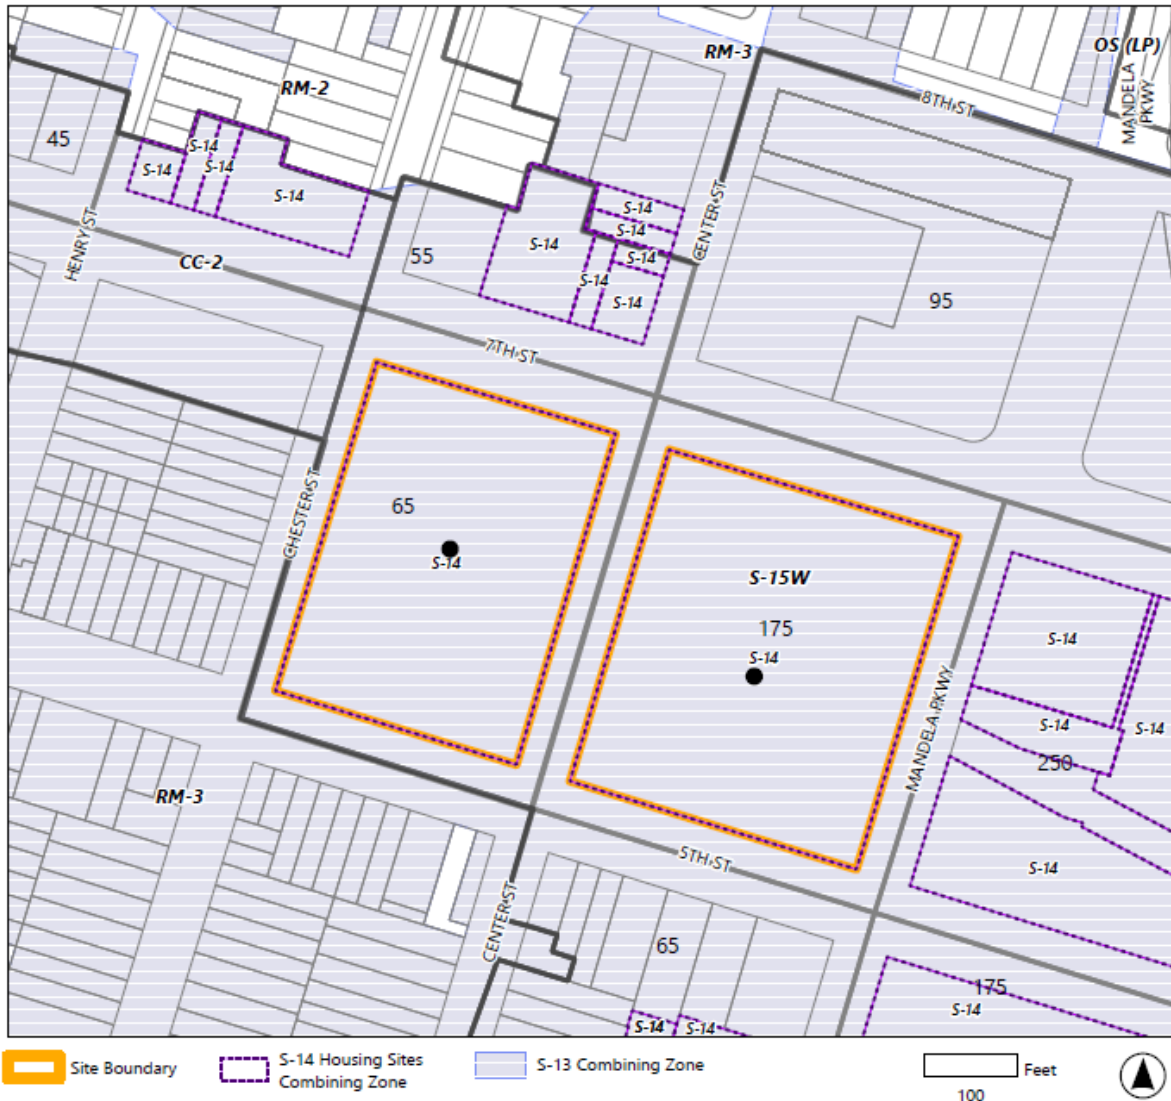 RM-3
OS (LP)
MANDELA
PKWY
RM-2
8TH ST
45
S-14
S-14
S-14
S-14
S-14
S-14
S-14
S-14
S-14
S-14
HENRY ST
CENTER ST
CC-2
55
95
7TH ST
CHESTER ST
65
S-14
S-15W
175
S-14
S-14
S-14
S-14
250
MANDELA PKWY
RM-3
5TH ST
S-14
CENTER ST
65
175
S-14
S-14
S-14
Site Boundary
S-14 Housing Sites
Combining Zone
S-13 Combining Zone
Feet
100